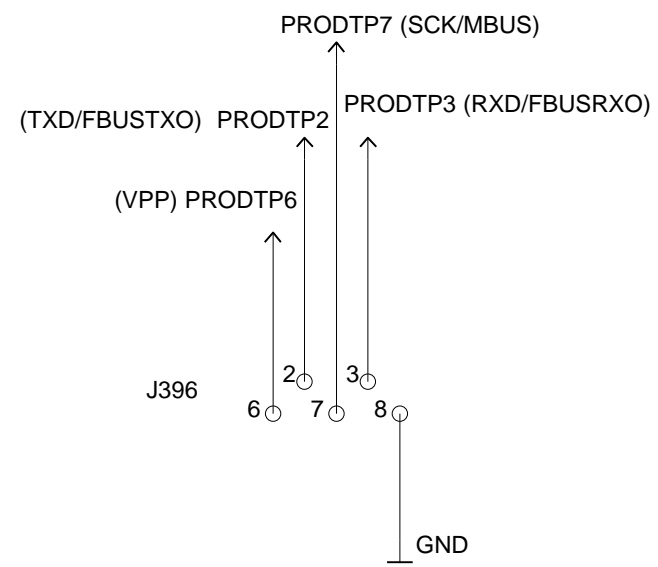 PRODTP7 (SCK/MBUS)
PRODTP3 (RXD/FBUSRXO)
(TXD/FBUSTXO) PRODTP2
(VPP) PRODTP6
2 3
J396
6 7 8
GND